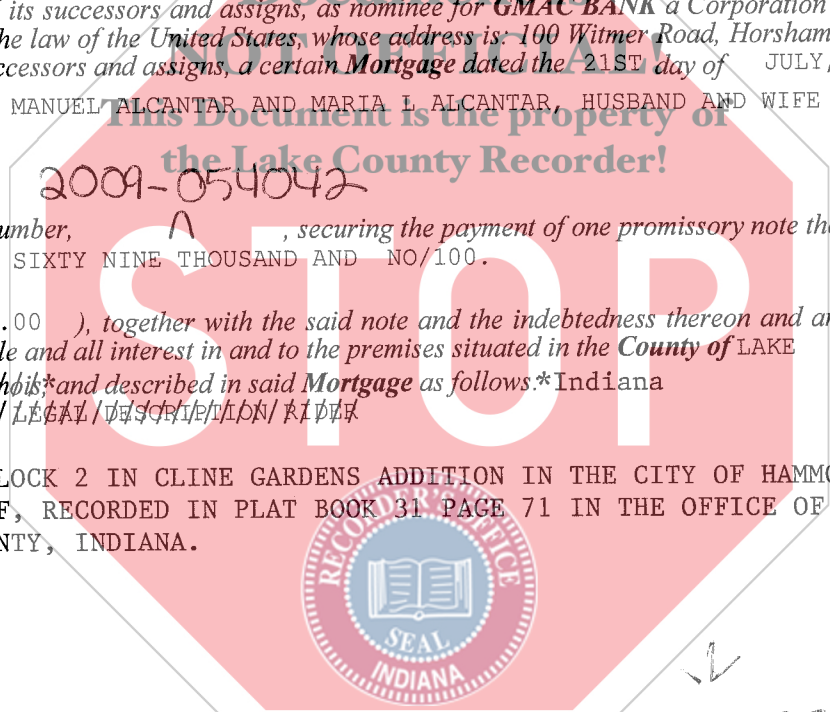 its successors and assigns, as nominee for GMAC BANK a Corporation
he law of the United States, whose address is: 100 Witmer Road, Horsham
NOT OFFICIAL!
ccessors and assigns, a certain Mortgage dated the 21ST day of JULY,
MANUEL ALCANTAR AND MARIA L ALCANTAR, HUSBAND AND WIFE
This Document is the property of
the Lake County Recorder!
2009-054042
umber, , securing the payment of one promissory note the
SIXTY NINE THOUSAND AND NO/100.
.00 ), together with the said note and the indebtedness thereon and
le and all interest in and to the premises situated in the County of LAKE
and described in said Mortgage as follows:*Indiana
LEGAL DESCRIPTION RIDER
STOP
LOCK 2 IN CLINE GARDENS ADDITION IN THE CITY OF HAMMO
F, RECORDED IN PLAT BOOK 31 PAGE 71 IN THE OFFICE OF
NTY, INDIANA.
RECORDER'S OFFICE
SEAL
INDIANA